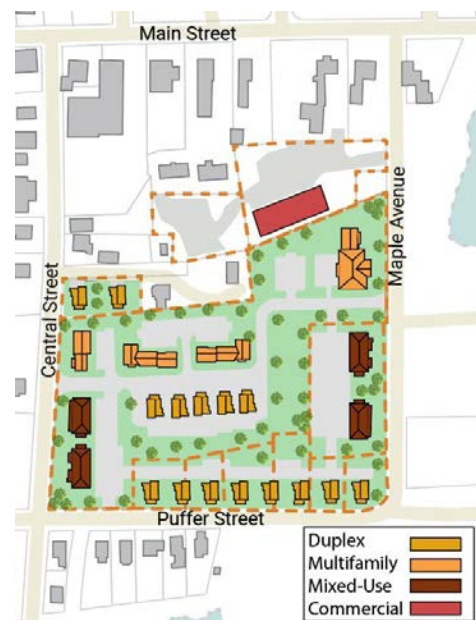 Main Street
Maple Avenue
Central Street
Puffer Street
Duplex
Multifamily
Mixed-Use
Commercial